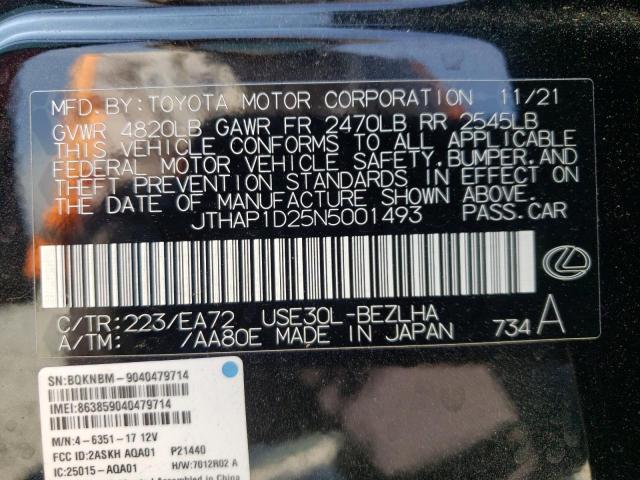 MFD. BY: TOYOTA MOTOR CORPORATION 11/21
GVWR 4820LB GAWR FR 2470LB RR 2545LB
THIS VEHICLE CONFORMS TO ALL APPLICABLE
FEDERAL MOTOR VEHICLE SAFETY, BUMPER, AND
THEFT PREVENTION STANDARDS IN EFFECT ON
THE DATE OF MANUFACTURE SHOWN ABOVE.
JTHAP1D25N5001493 PASS.CAR
C/TR: 223/EA72 USE30L-BEZLHA
A/TM: /AA80E MADE IN JAPAN 734 A
SN:BQKNBM-9040479714
IMEI:863859040479714
M/N:4-6351-17 12V
FCC ID:2ASKH AQA01 P21440
IC:25015-AQA01 H/W:7012R02 A
in China